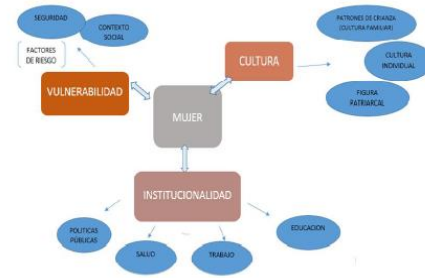 SEGURIDAD
CONTEXTO
SOCIAL
FACTORES
DE RIESGO
VULNERABILIDAD
CULTURA
PATRONES DE CRIANZA
(CULTURA FAMILIAR)
CULTURA
INDIVIDUAL
FIGURA
PATRIARCAL
MUJER
INSTITUCIONALIDAD
POLITICAS
PÚBLICAS
SALUD
TRABAJO
EDUCACION